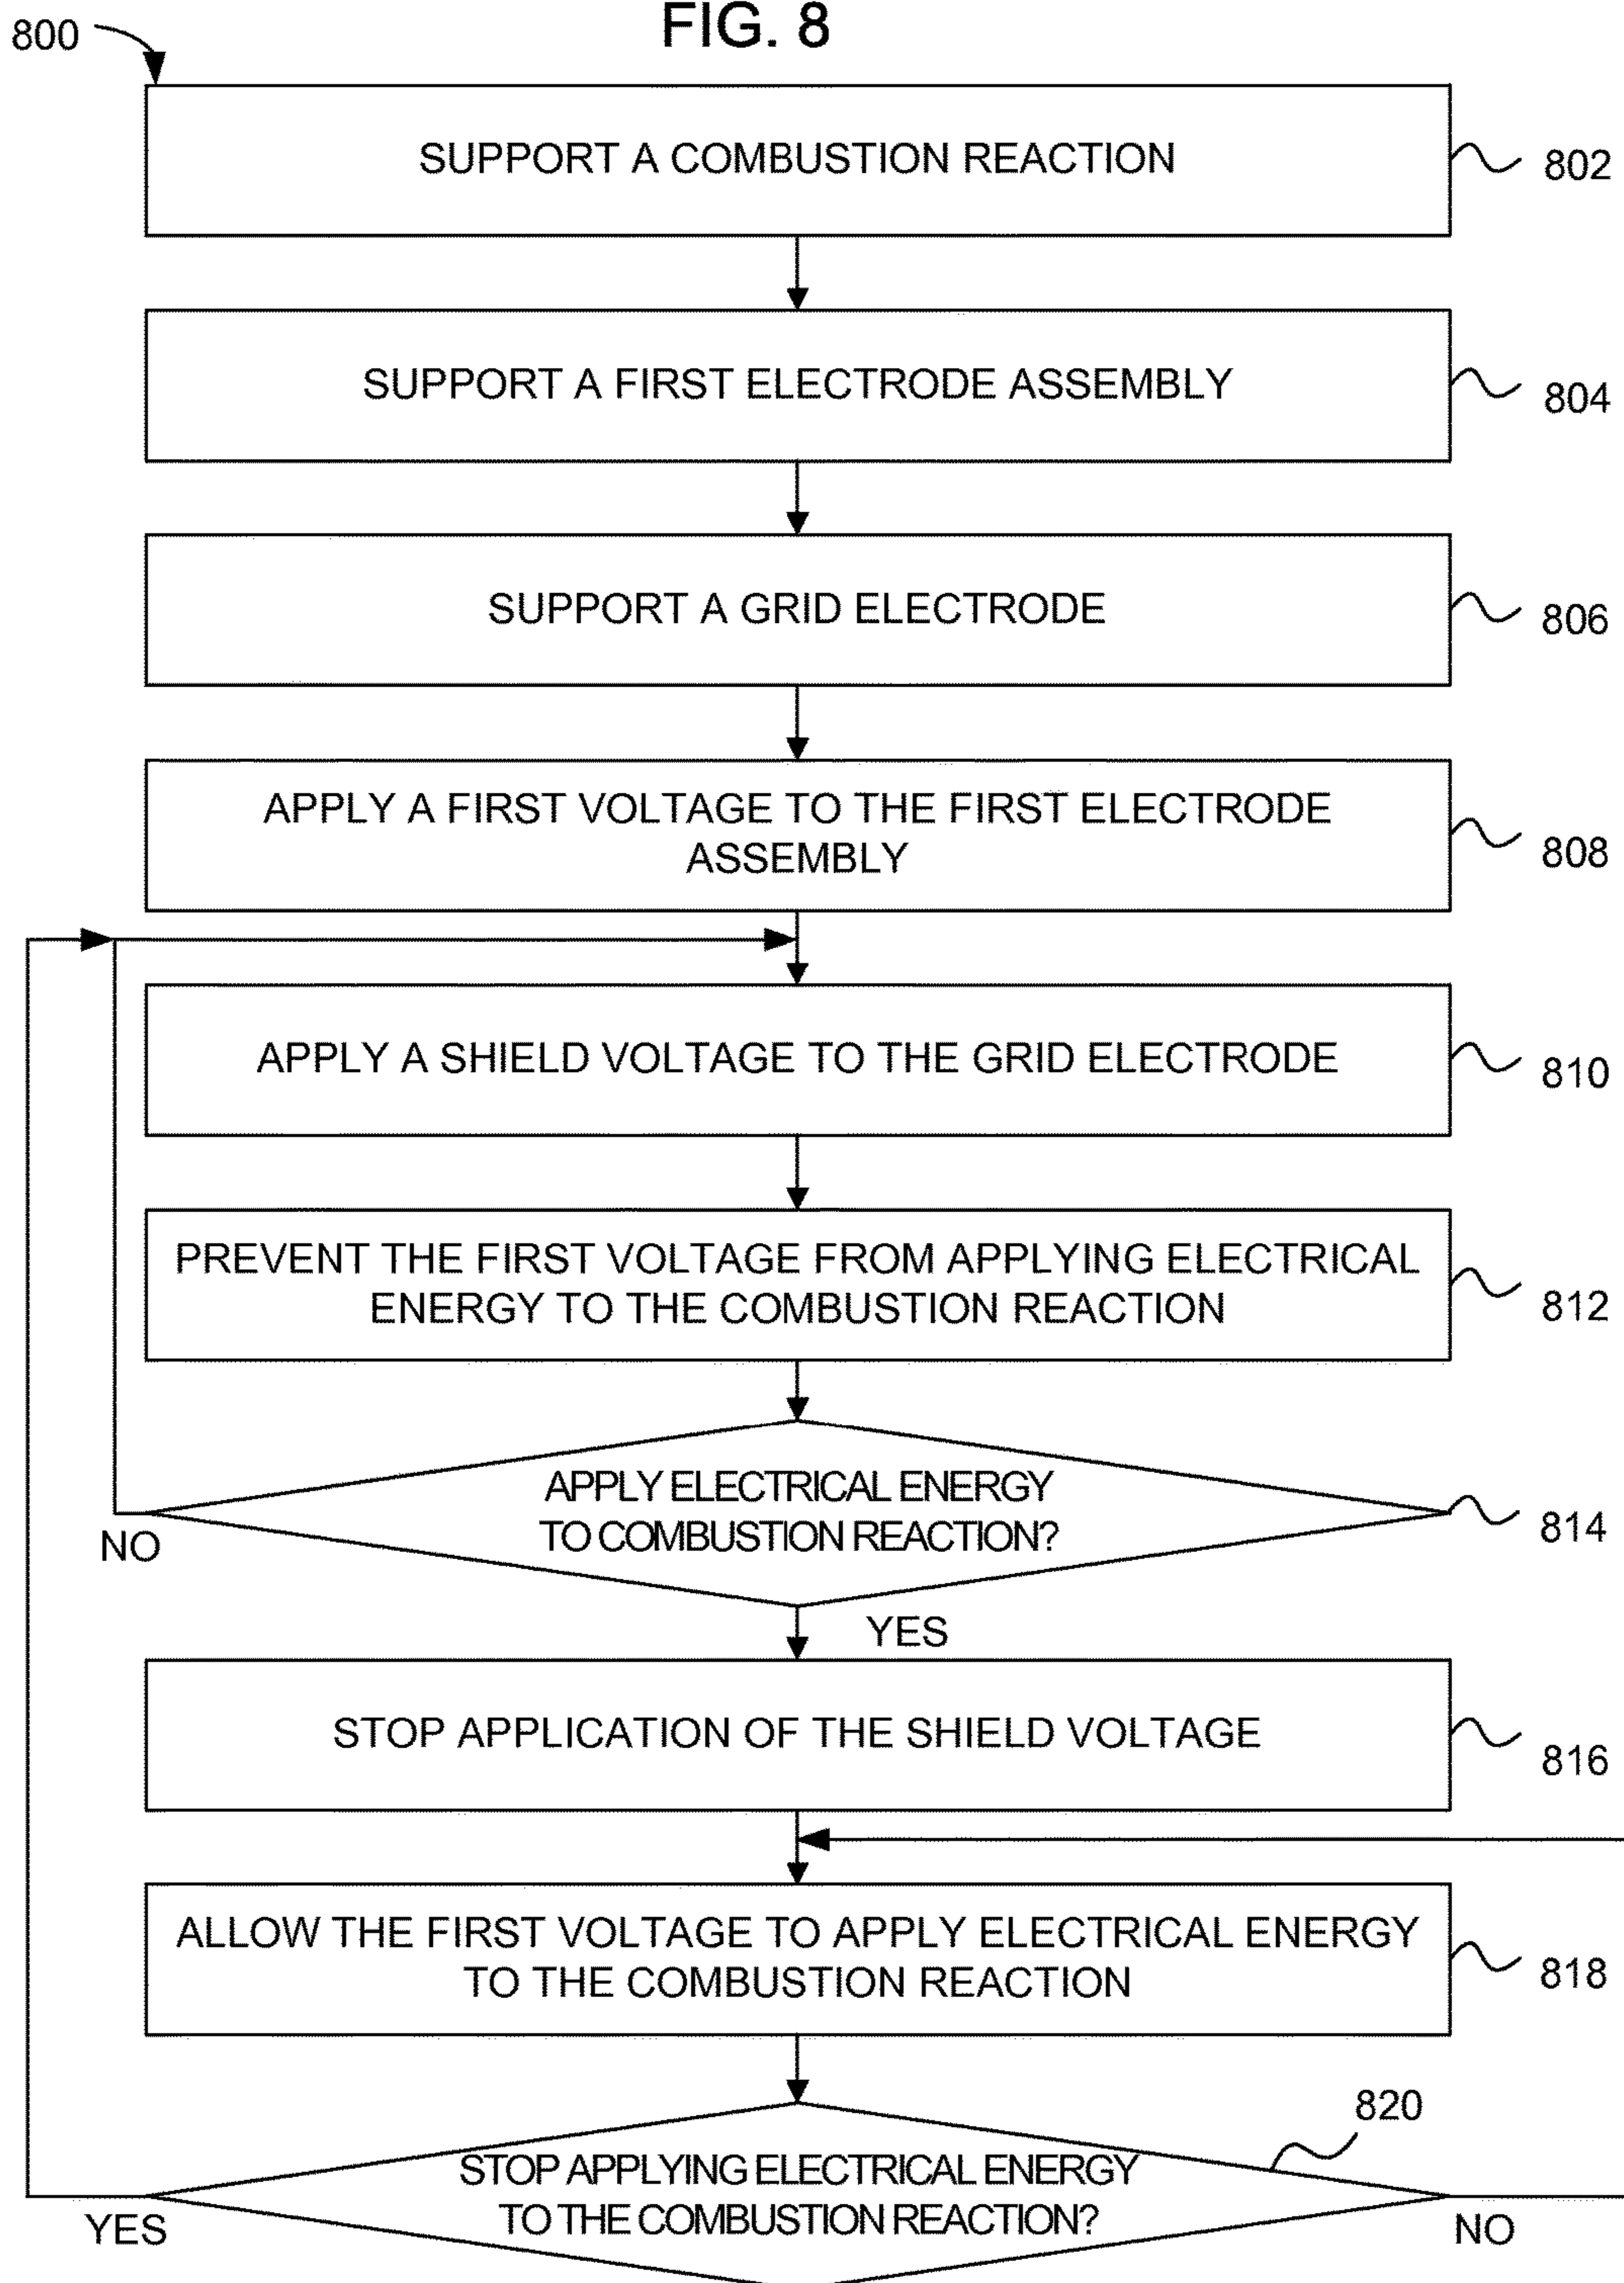 FIG. 8
800
SUPPORT A COMBUSTION REACTION
802
SUPPORT A FIRST ELECTRODE ASSEMBLY
804
SUPPORT A GRID ELECTRODE
806
APPLY A FIRST VOLTAGE TO THE FIRST ELECTRODE
ASSEMBLY
808
APPLY A SHIELD VOLTAGE TO THE GRID ELECTRODE
810
PREVENT THE FIRST VOLTAGE FROM APPLYING ELECTRICAL
ENERGY TO THE COMBUSTION REACTION
812
APPLY ELECTRICAL ENERGY
TO COMBUSTION REACTION?
814
NO
YES
STOP APPLICATION OF THE SHIELD VOLTAGE
816
ALLOW THE FIRST VOLTAGE TO APPLY ELECTRICAL ENERGY
TO THE COMBUSTION REACTION
818
820
STOP APPLYING ELECTRICAL ENERGY
TO THE COMBUSTION REACTION?
YES
NO